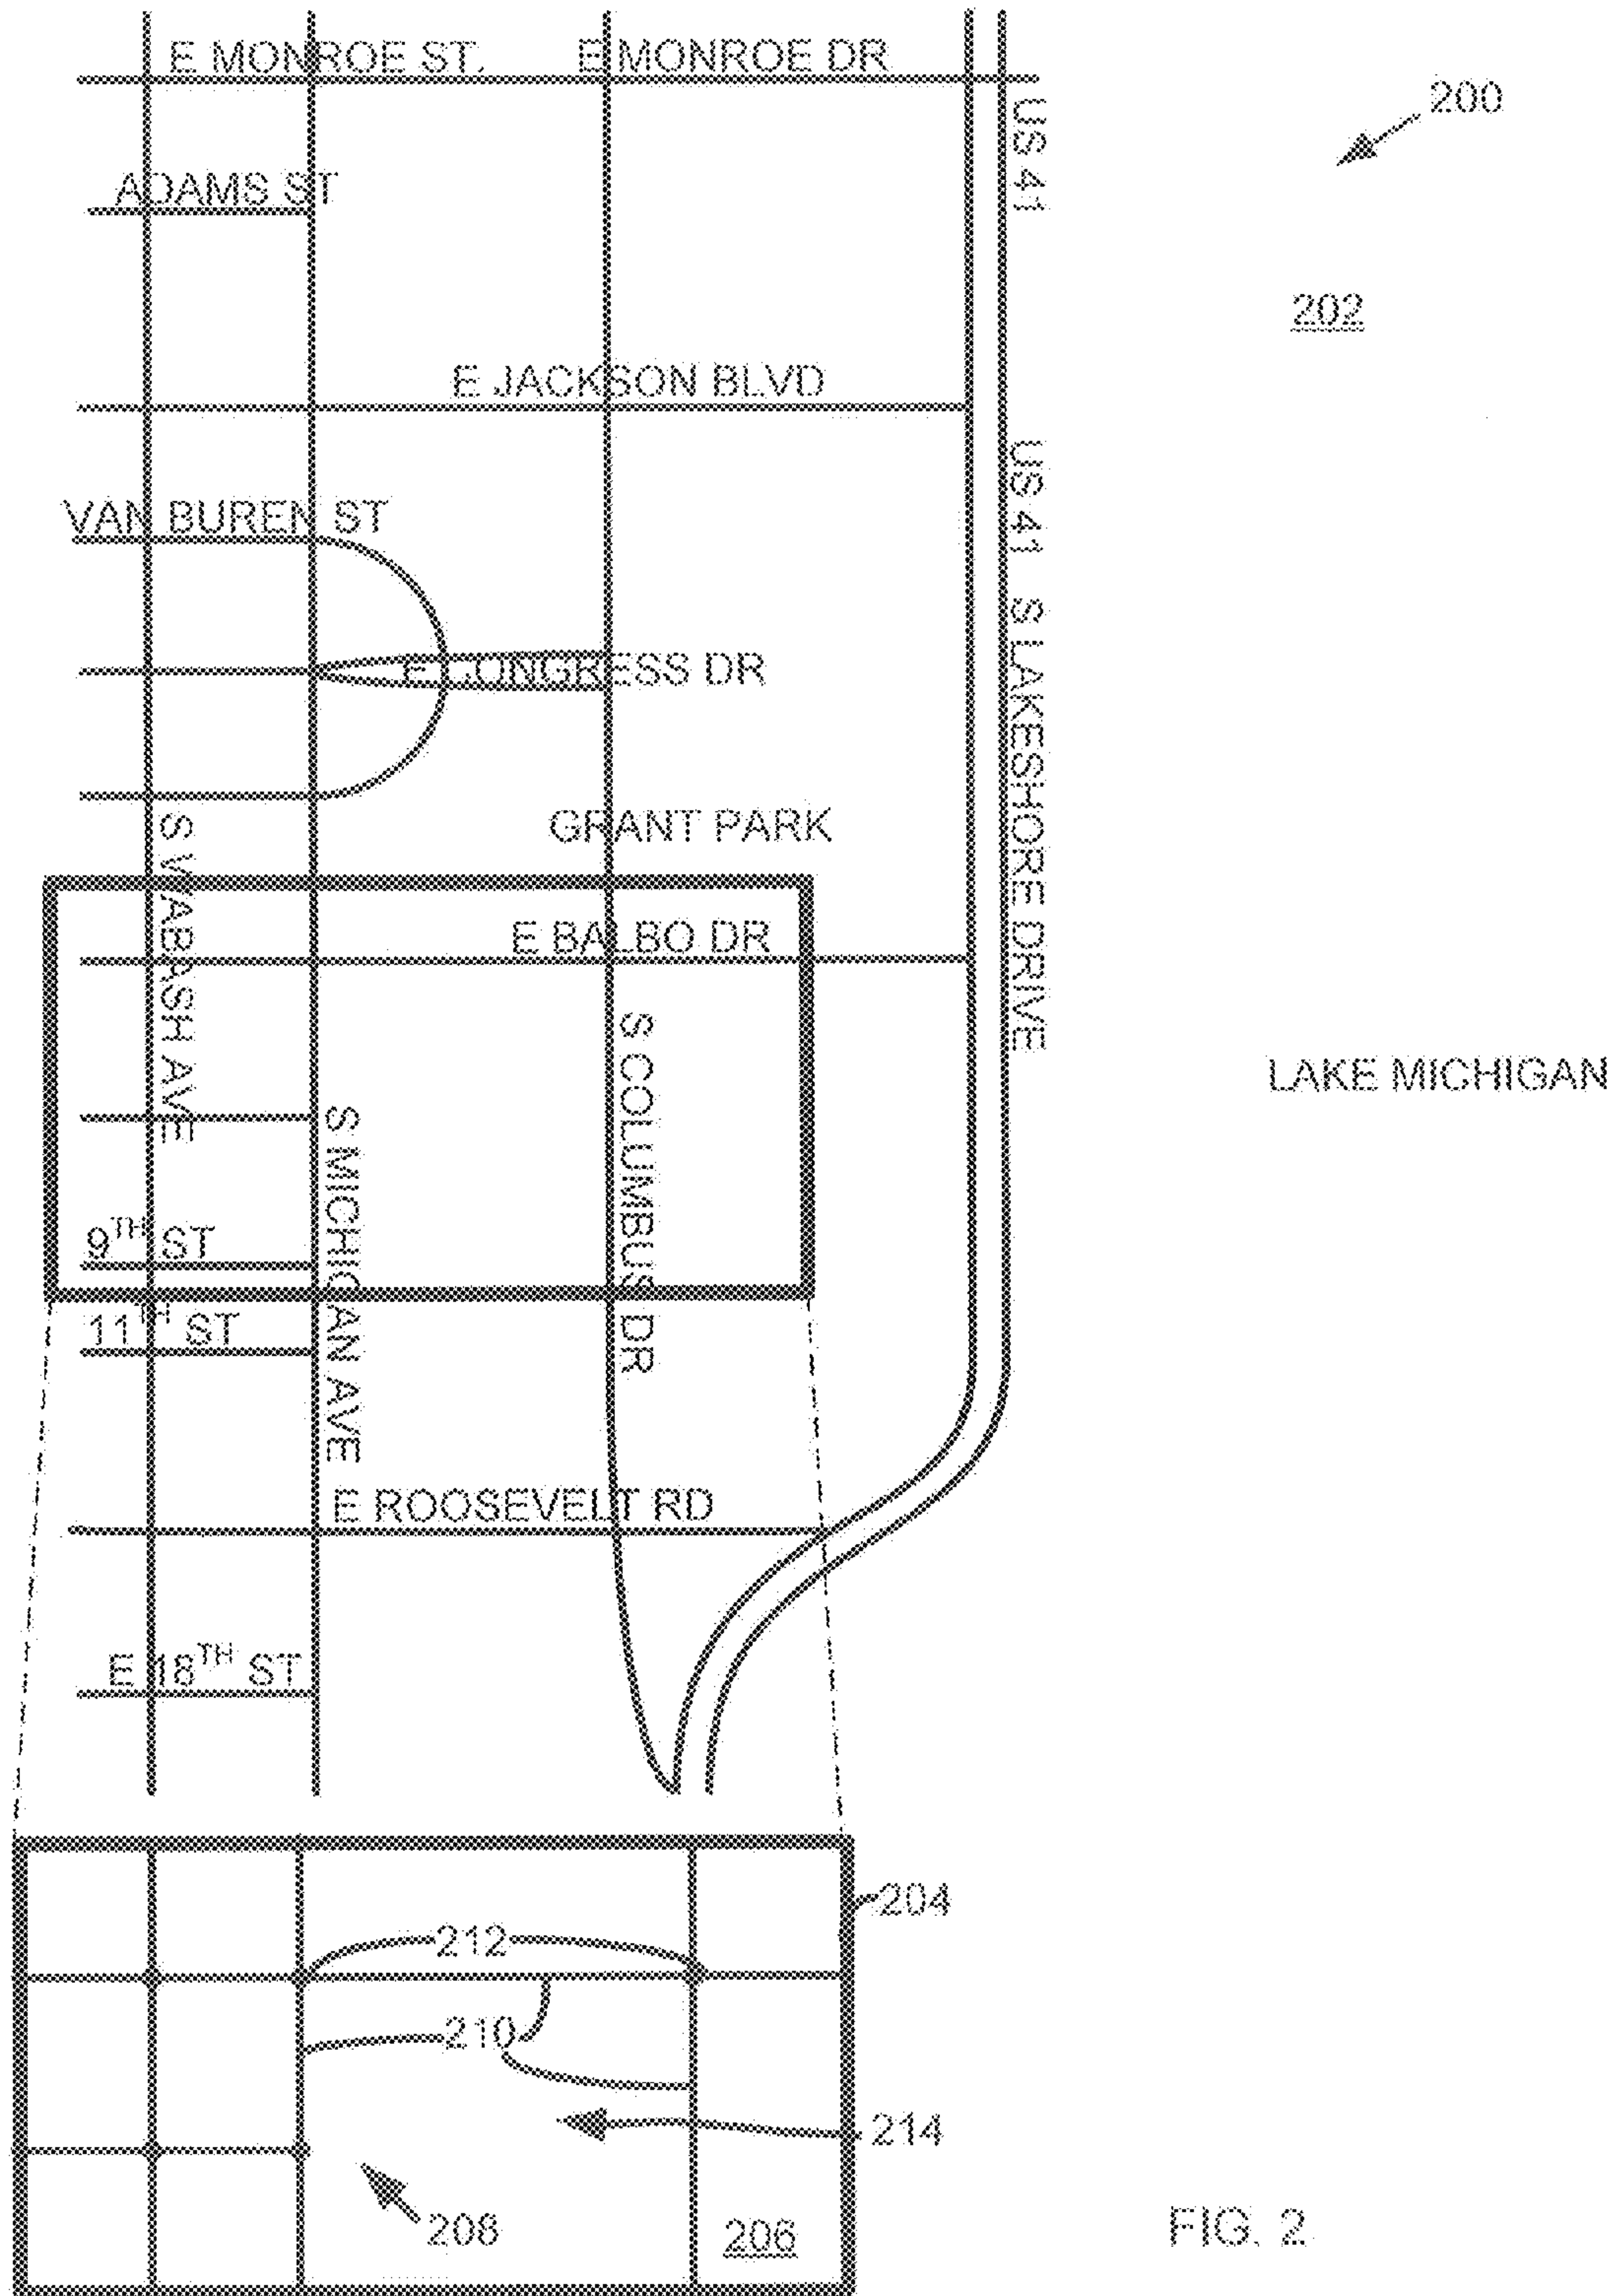 E MONROE ST.
E MONROE DR
200
US 41
ADAMS ST
202
E JACKSON BLVD
US 41 S LAKESHORE DRIVE
VAN BUREN ST
E CONGRESS DR
GRANT PARK
S WABASH AVE
E BALBO DR
S COLUMBUS DR
LAKE MICHIGAN
S MICHIGAN AVE
9TH ST
11TH ST
E ROOSEVELT RD
E 18TH ST
204
212
210
214
208
206
FIG. 2